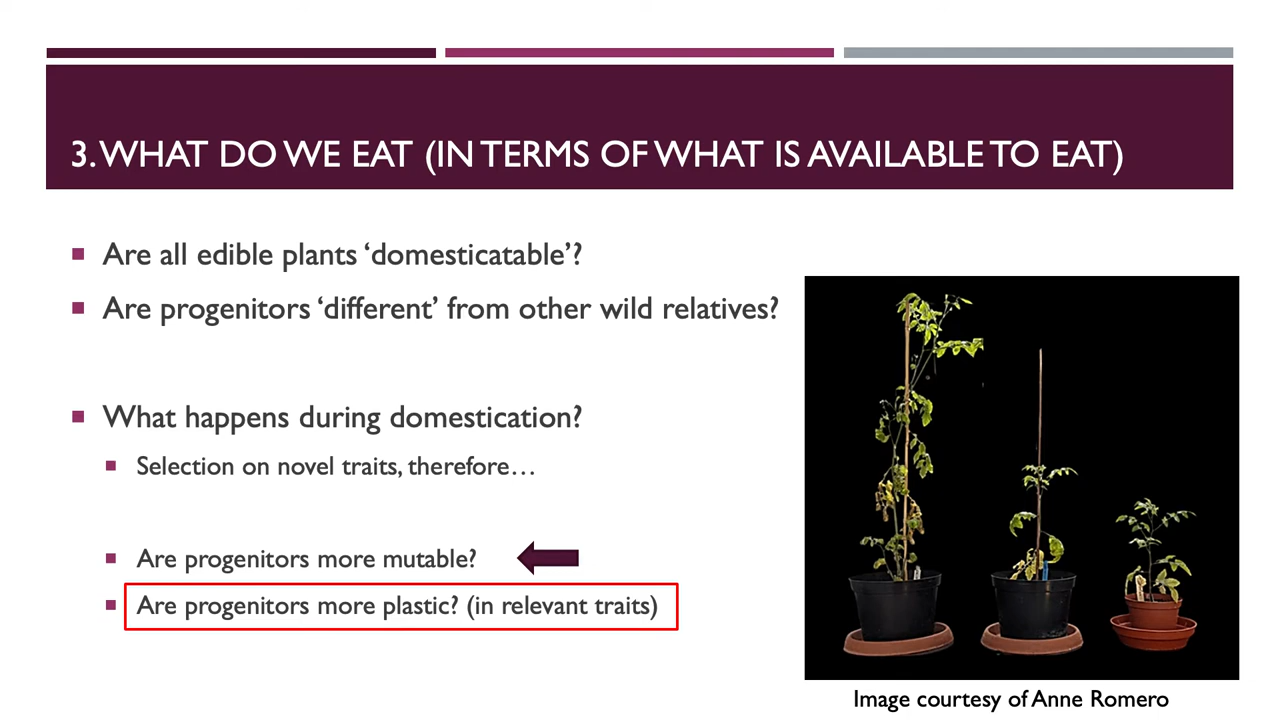 3. WHAT DO WE EAT (IN TERMS OF WHAT IS AVAILABLE TO EAT)
Are all edible plants ‘domesticatable’?
Are progenitors ‘different’ from other wild relatives?
What happens during domestication?
Selection on novel traits, therefore…
Are progenitors more mutable?
Are progenitors more plastic? (in relevant traits)
Image courtesy of Anne Romero